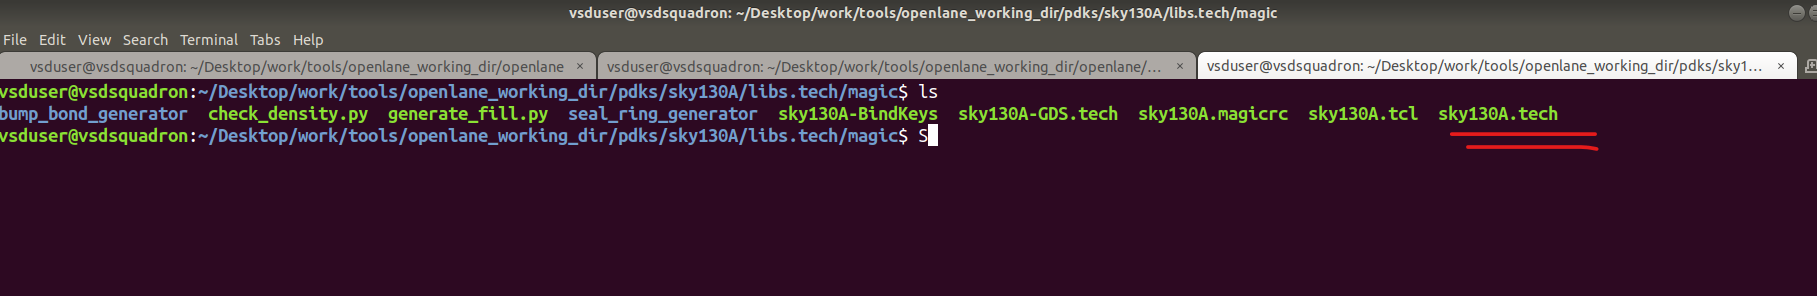 vsduser@vsdsquadron: ~/Desktop/work/tools/openlane_working_dir/pdks/sky130A/libs.tech/magic
File Edit View Search Terminal Tabs Help
vsduser@vsdsquadron: ~/Desktop/work/tools/openlane_working_dir/openlane × vsduser@vsdsquadron: ~/Desktop/work/tools/openlane_working_dir/openlane/... × vsduser@vsdsquadron: ~/Desktop/work/tools/openlane_working_dir/pdks/sky1... ×
vsduser@vsdsquadron:~/Desktop/work/tools/openlane_working_dir/pdks/sky130A/libs.tech/magic$ ls
bump_bond_generator check_density.py generate_fill.py seal_ring_generator sky130A-BindKeys sky130A-GDS.tech sky130A.magicrc sky130A.tcl sky130A.tech
vsduser@vsdsquadron:~/Desktop/work/tools/openlane_working_dir/pdks/sky130A/libs.tech/magic$ S